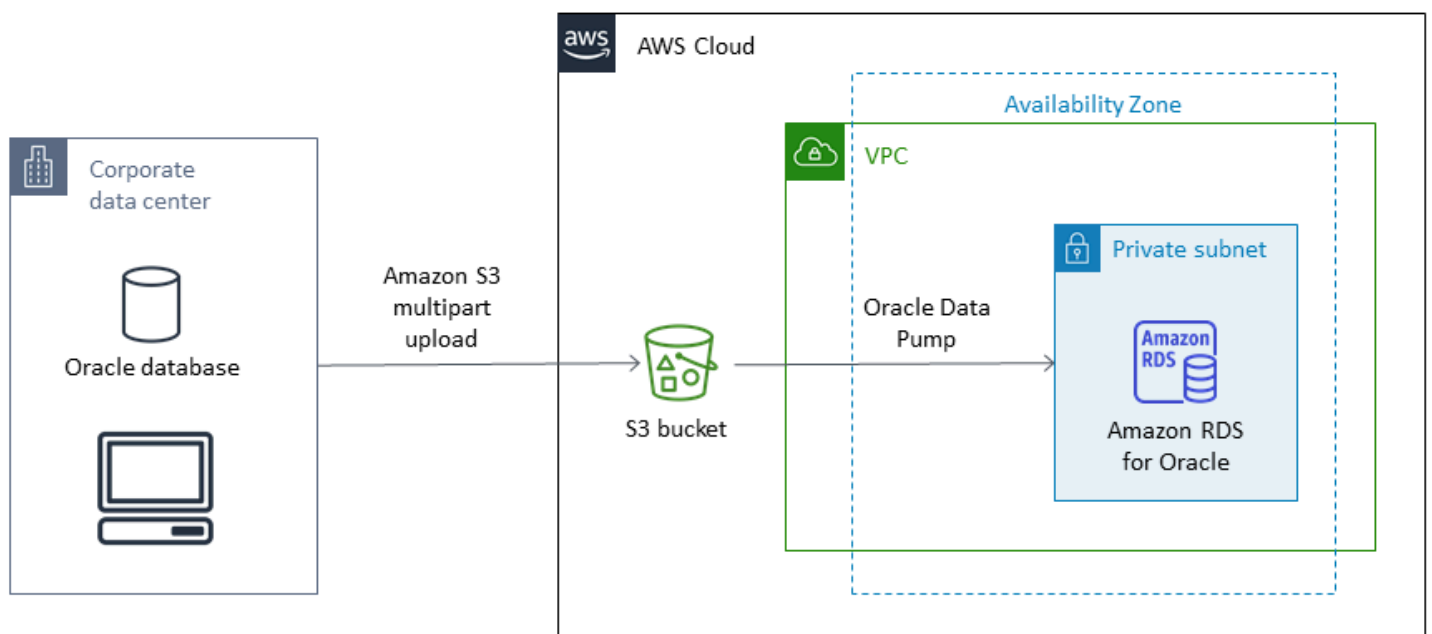 aws
AWS Cloud
Availability Zone
Corporate
data center
VPC
Private subnet
Amazon S3
multipart
upload
Oracle Data
Pump
Oracle database
Amazon
RDS
S3 bucket
Amazon RDS
for Oracle